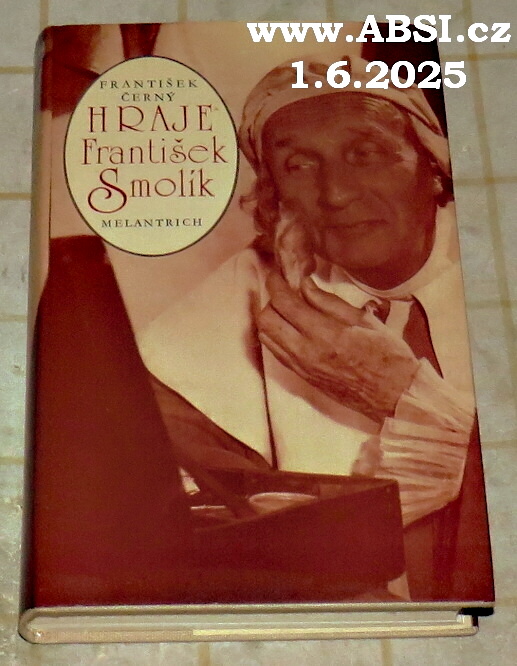 www.ABSI.cz
1.6.2025
FRANTIŠEK
ČERNÝ
HRAJE
František
Smolík
MELANTRICH